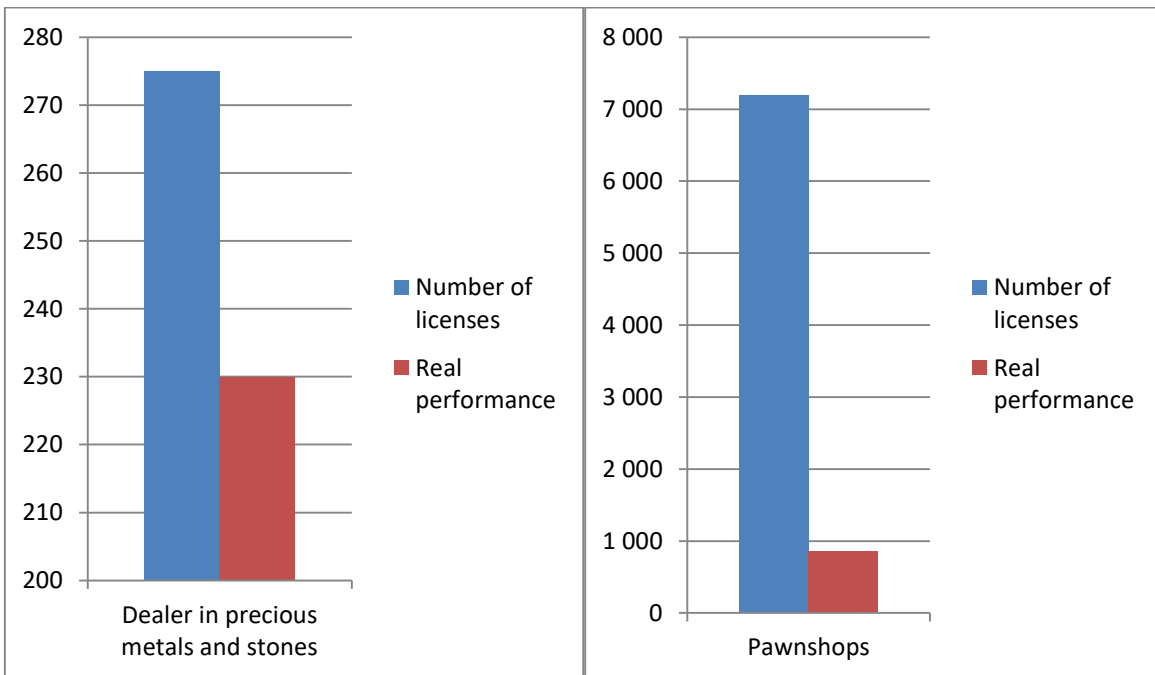 280
270
260
250
240
230
220
210
200
Dealer in precious
metals and stones
Number of
licenses
Real
performance
8 000
7 000
6 000
5 000
4 000
3 000
2 000
1 000
0
Pawnshops
Number of
licenses
Real
performance